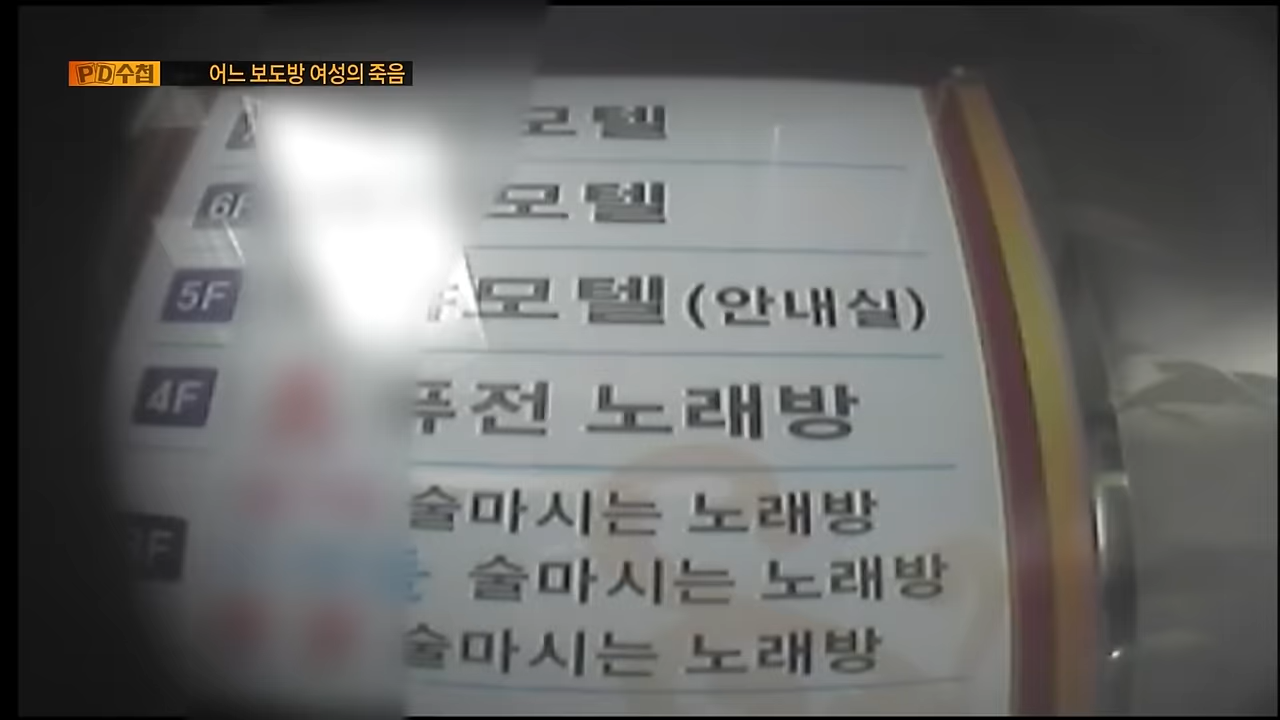 PD수첩 어느 보도방 여성의 죽음
모텔
6F 모텔
5F 모텔 (안내실)
4F 퓨전 노래방
술마시는 노래방
술마시는 노래방
술마시는 노래방